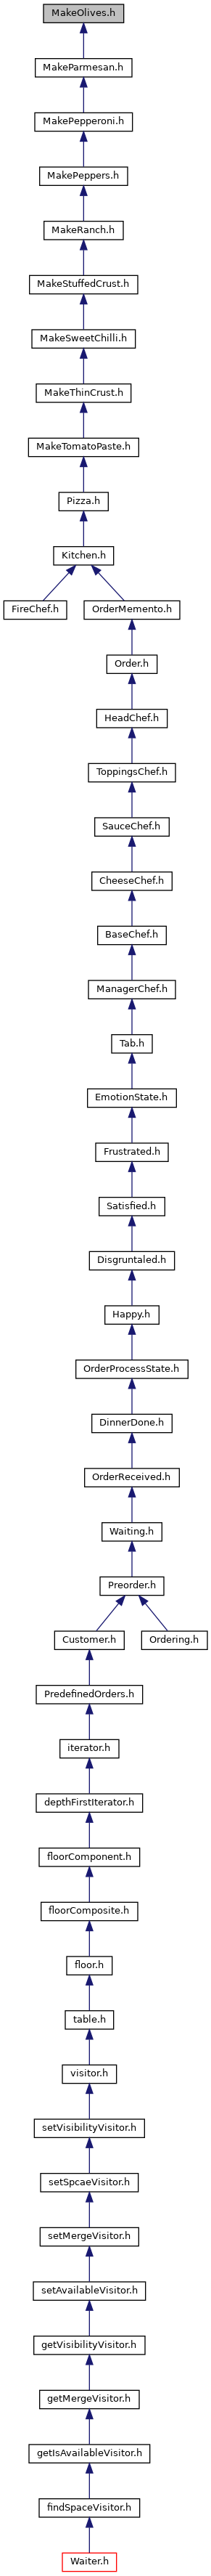 MakeOlives.h
MakeParmesan.h
MakePepperoni.h
MakePeppers.h
MakeRanch.h
MakeStuffedCrust.h
MakeSweetChilli.h
MakeThinCrust.h
MakeTomatoPaste.h
Pizza.h
Kitchen.h
FireChef.h
OrderMemento.h
Order.h
HeadChef.h
ToppingsChef.h
SauceChef.h
CheeseChef.h
BaseChef.h
ManagerChef.h
Tab.h
EmotionState.h
Frustrated.h
Satisfied.h
Disgruntaled.h
Happy.h
OrderProcessState.h
DinnerDone.h
OrderReceived.h
Waiting.h
Preorder.h
Customer.h
Ordering.h
PredefinedOrders.h
iterator.h
depthFirstIterator.h
floorComponent.h
floorComposite.h
floor.h
table.h
visitor.h
setVisibilityVisitor.h
setSpcaeVisitor.h
setMergeVisitor.h
setAvailableVisitor.h
getVisibilityVisitor.h
getMergeVisitor.h
getIsAvailableVisitor.h
findSpaceVisitor.h
Waiter.h